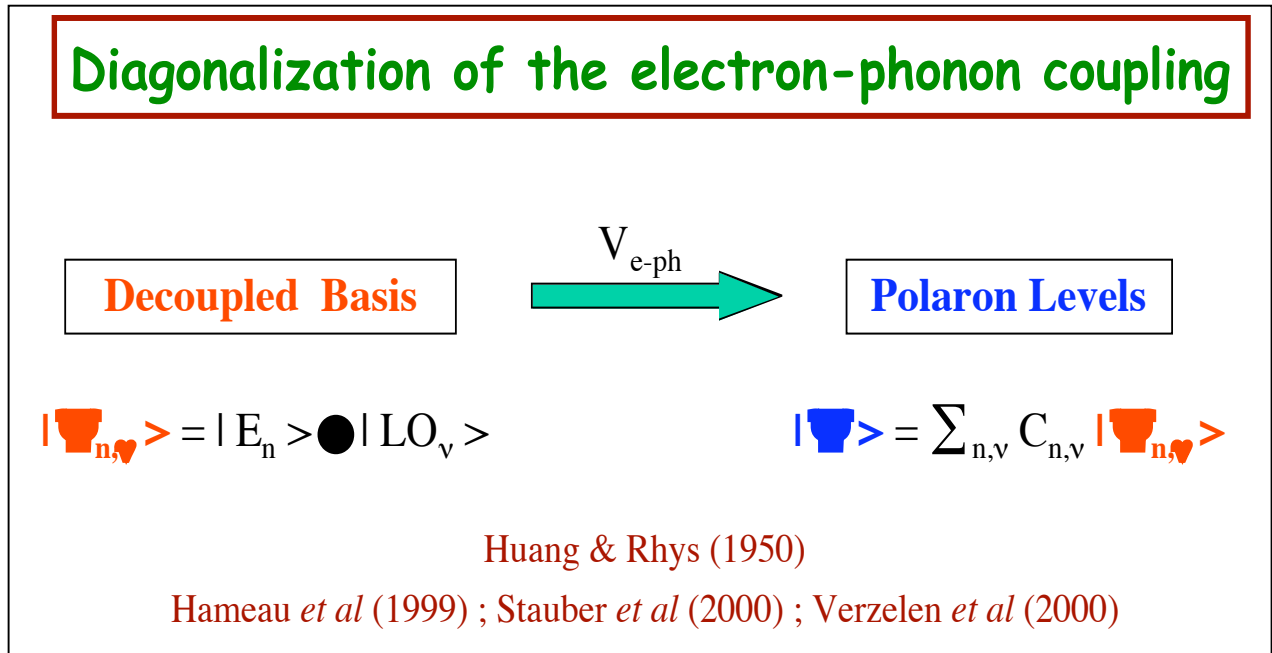 Diagonalization of the electron-phonon coupling
V e-ph
Decoupled Basis
Polaron Levels
| n, > = | E n > ● | LO ν >
| > = ∑ n,ν C n,ν | n, >
Huang & Rhys (1950)
Hameau et al (1999) ; Stauber et al (2000) ; Verzelen et al (2000)